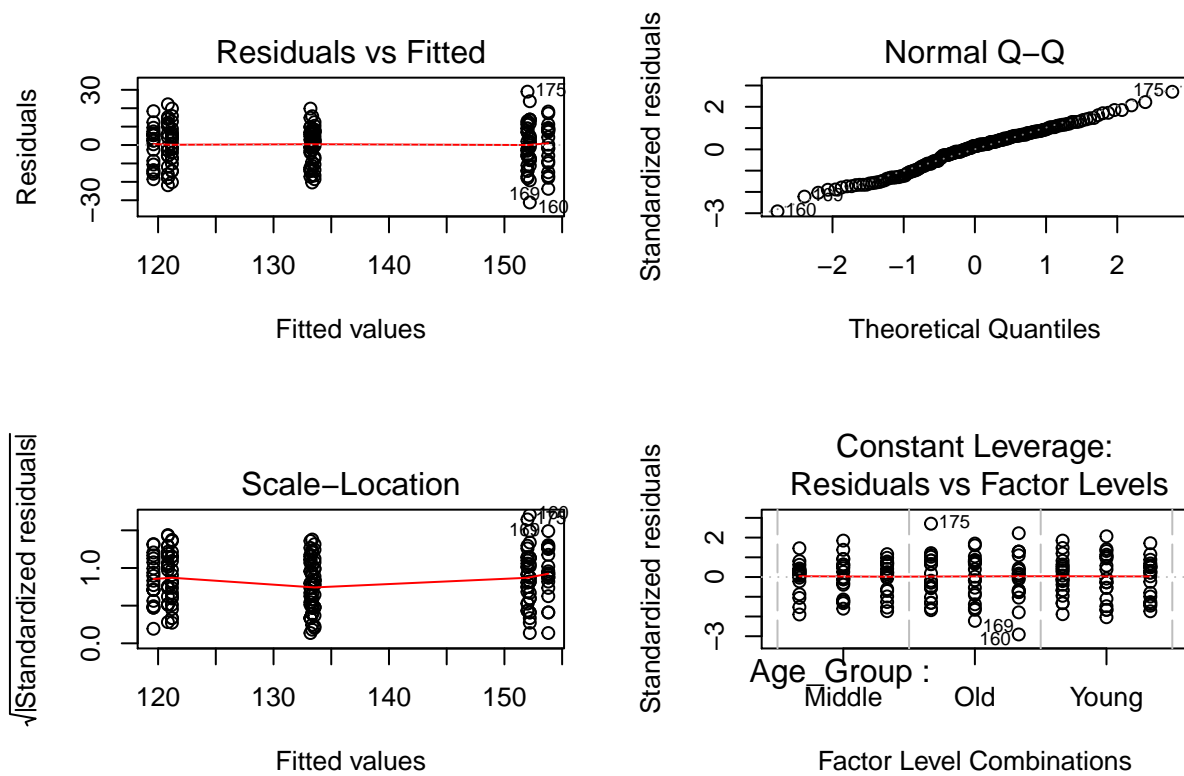 Residuals vs Fitted
Residuals
30
0
−30
175
169
160
120 130 140 150
Fitted values
Normal Q−Q
Standardized residuals
2
0
−3
175
169
160
−2 −1 0 1 2
Theoretical Quantiles
Scale−Location
√|Standardized residuals|
1.0
0.0
160
175
169
120 130 140 150
Fitted values
Constant Leverage:
Residuals vs Factor Levels
Standardized residuals
2
0
−3
175
169
160
Age_Group :
Middle Old Young
Factor Level Combinations